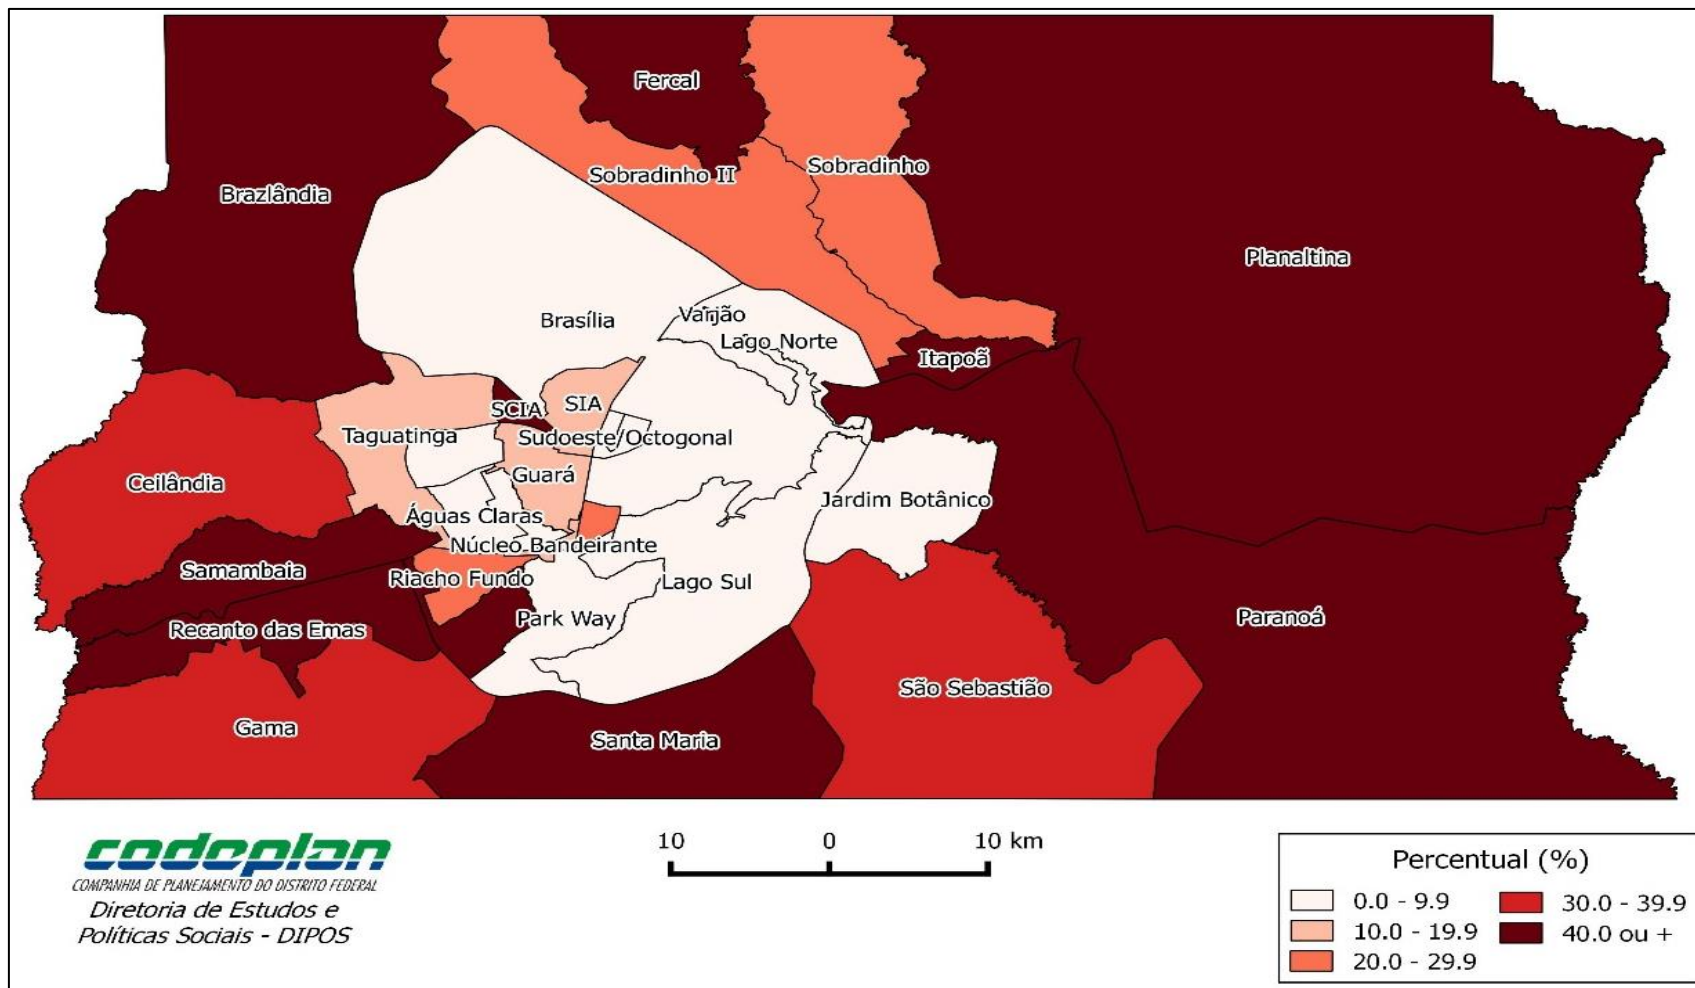 Fercal
Sobradinho II
Sobradinho
Brazlândia
Planaltina
Brasília
Varjão
Lago Norte
Itapoã
SCIA
SIA
Taguatinga
Sudoeste/Octogonal
Guará
Ceilândia
Jardim Botânico
Águas Claras
Núcleo Bandeirante
Samambaia
Riacho Fundo
Lago Sul
Park Way
Paranoá
Recanto das Emas
São Sebastião
Gama
Santa Maria
codeplan
COMPANHIA DE PLANEJAMENTO DO DISTRITO FEDERAL
Diretoria de Estudos e
Políticas Sociais - DIPOS
10 0 10 km
Percentual (%)
0.0 - 9.9
10.0 - 19.9
20.0 - 29.9
30.0 - 39.9
40.0 ou +